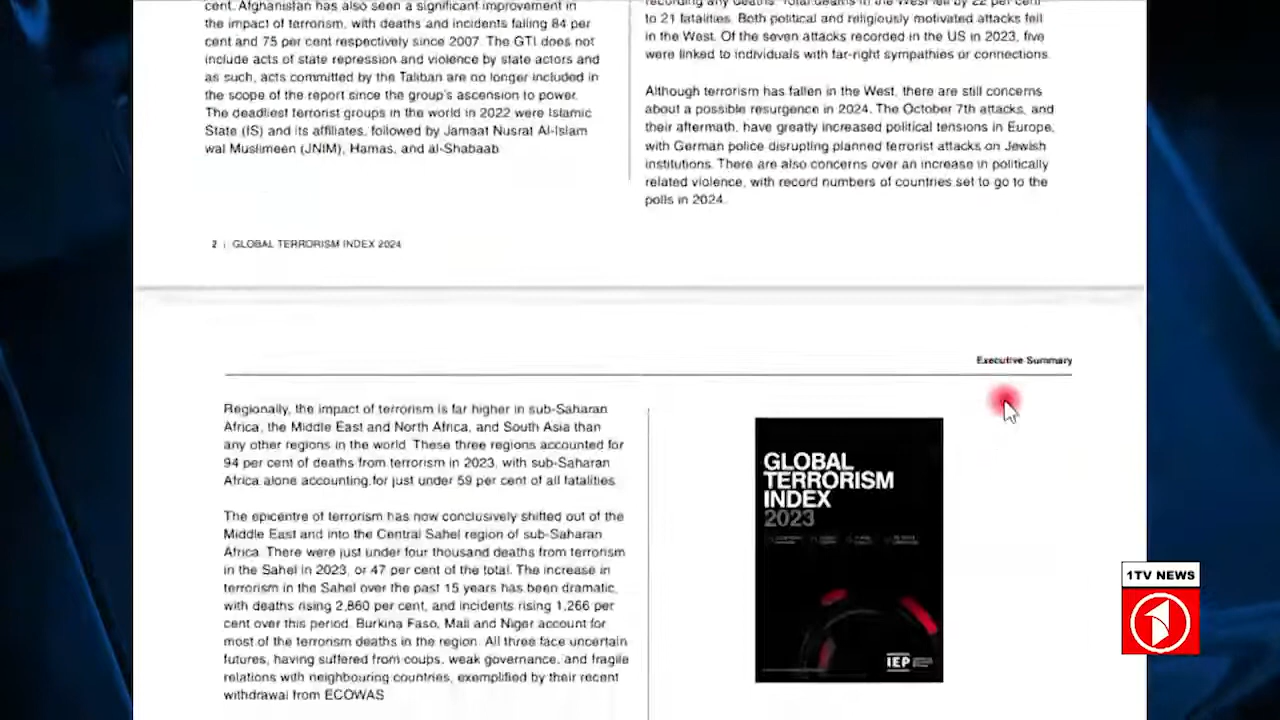 cent. Afghanistan has also seen a significant improvement in
the impact of terrorism, with deaths and incidents falling 84 per
cent and 75 per cent respectively since 2007. The GTI does not
include acts of state repression and violence by state actors and
as such, acts committed by the Taliban are no longer included in
the scope of the report since the group's ascension to power.
The deadliest terrorist groups in the world in 2022 were Islamic
State (IS) and its affiliates, followed by Jamaat Nusrat Al-Islam
wal Muslimeen (JNIM), Hamas, and al-Shabaab
recording any deaths. Total deaths in the West fell by 22 per cent
to 21 fatalities. Both political and religiously motivated attacks fell
in the West. Of the seven attacks recorded in the US in 2023, five
were linked to individuals with far-right sympathies or connections.
Although terrorism has fallen in the West, there are still concerns
about a possible resurgence in 2024. The October 7th attacks, and
their aftermath, have greatly increased political tensions in Europe,
with German police disrupting planned terrorist attacks on Jewish
institutions. There are also concerns over an increase in politically
related violence, with record numbers of countries set to go to the
polls in 2024.
2 | GLOBAL TERRORISM INDEX 2024
Executive Summary
Regionally, the impact of terrorism is far higher in sub-Saharan
Africa, the Middle East and North Africa, and South Asia than
any other regions in the world. These three regions accounted for
94 per cent of deaths from terrorism in 2023, with sub-Saharan
Africa alone accounting for just under 59 per cent of all fatalities.
The epicentre of terrorism has now conclusively shifted out of the
Middle East and into the Central Sahel region of sub-Saharan
Africa. There were just under four thousand deaths from terrorism
in the Sahel in 2023, or 47 per cent of the total. The increase in
terrorism in the Sahel over the past 15 years has been dramatic,
with deaths rising 2,860 per cent, and incidents rising 1,266 per
cent over this period. Burkina Faso, Mali and Niger account for
most of the terrorism deaths in the region. All three face uncertain
futures, having suffered from coups, weak governance, and fragile
relations with neighbouring countries, exemplified by their recent
withdrawal from ECOWAS
GLOBAL
TERRORISM
INDEX
2023
IEP
1TV NEWS